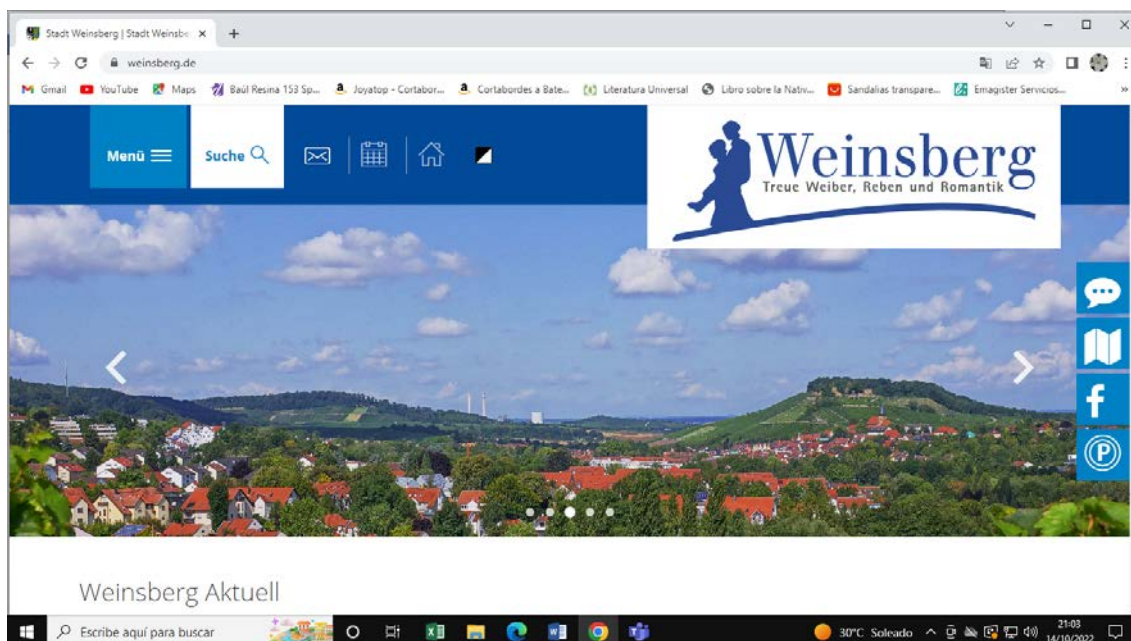 Stadt Weinsberg | Stadt Weinsbe
weinsberg.de
Gmail YouTube Maps Baúl Resina 153 Sp... Joyatop - Cortabor... Cortabordes a Bate... Literatura Universal Libro sobre la Nativ... Sandalias transpare... Emagister Servicios... »
Menü Suche
Weinsberg
Treue Weiber, Reben und Romantik
Weinsberg Aktuell
Escribe aquí para buscar
30°C Soleado
21:03
14/10/2022